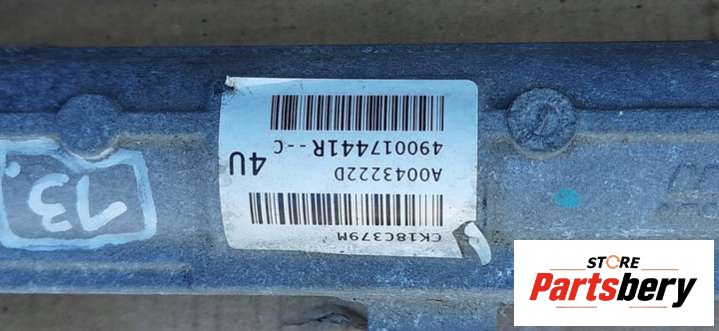 CK18C379M
A0043222D
4U
490017441R--C
13.
STORE
Partsbery